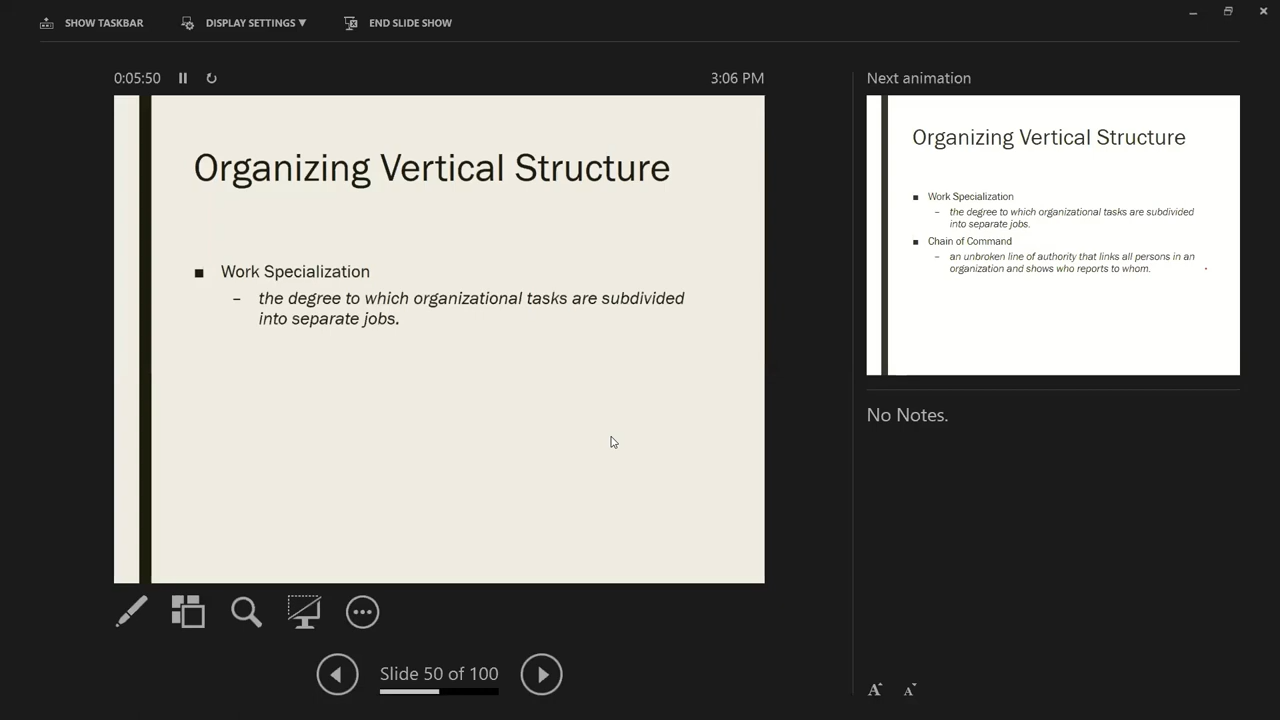 SHOW TASKBAR
DISPLAY SETTINGS ▼
END SLIDE SHOW
0:05:50
3:06 PM
Organizing Vertical Structure
■ Work Specialization
– the degree to which organizational tasks are subdivided
into separate jobs.
Slide 50 of 100
Next animation
Organizing Vertical Structure
■ Work Specialization
– the degree to which organizational tasks are subdivided
into separate jobs.
■ Chain of Command
– an unbroken line of authority that links all persons in an
organization and shows who reports to whom.
No Notes.
A A